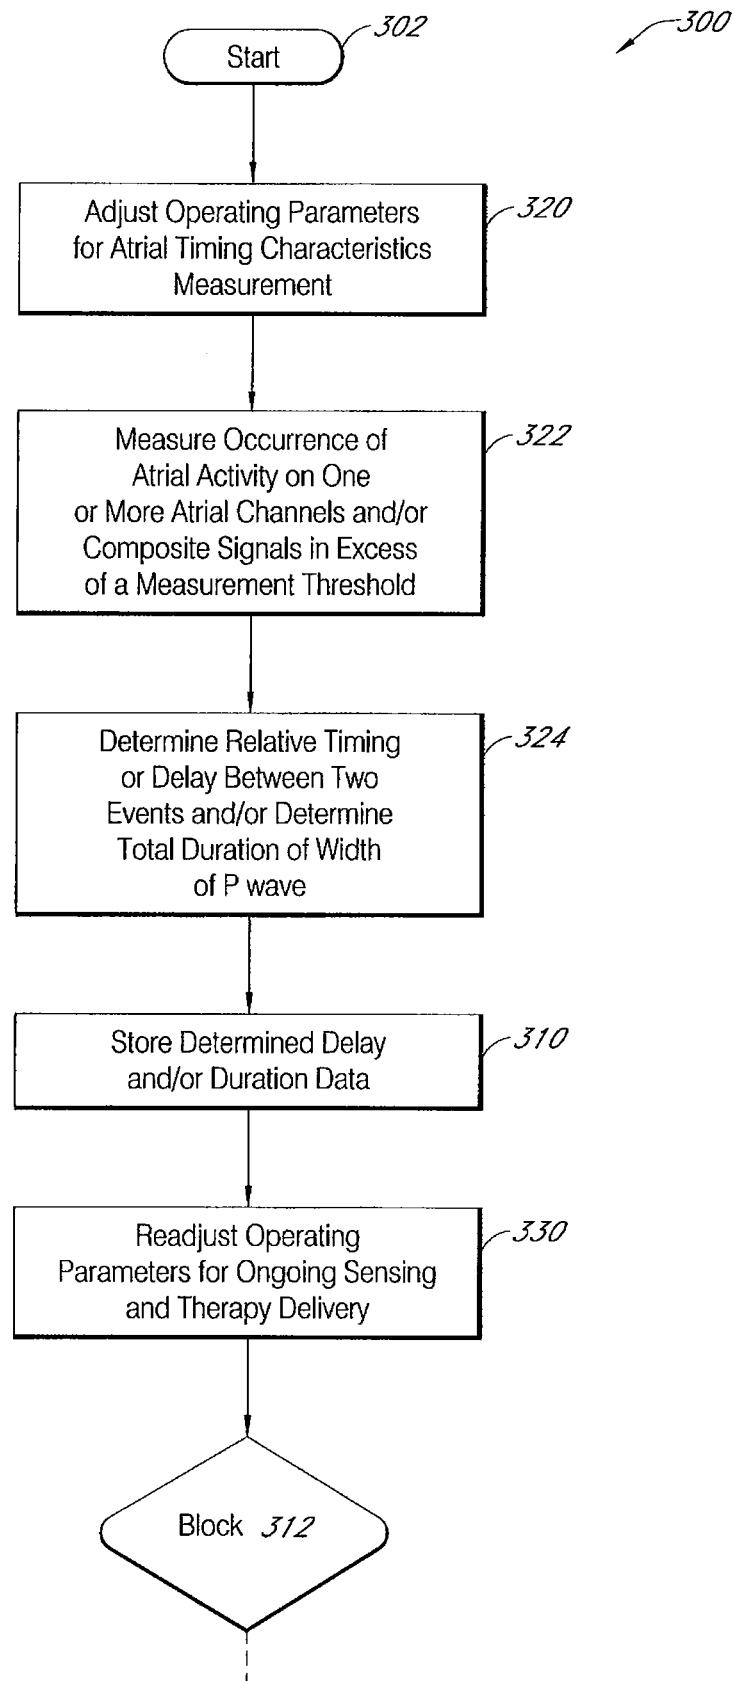 302
300
Start
320
Adjust Operating Parameters
for Atrial Timing Characteristics
Measurement
322
Measure Occurrence of
Atrial Activity on One
or More Atrial Channels and/or
Composite Signals in Excess
of a Measurement Threshold
324
Determine Relative Timing
or Delay Between Two
Events and/or Determine
Total Duration of Width
of P wave
310
Store Determined Delay
and/or Duration Data
330
Readjust Operating
Parameters for Ongoing Sensing
and Therapy Delivery
Block 312